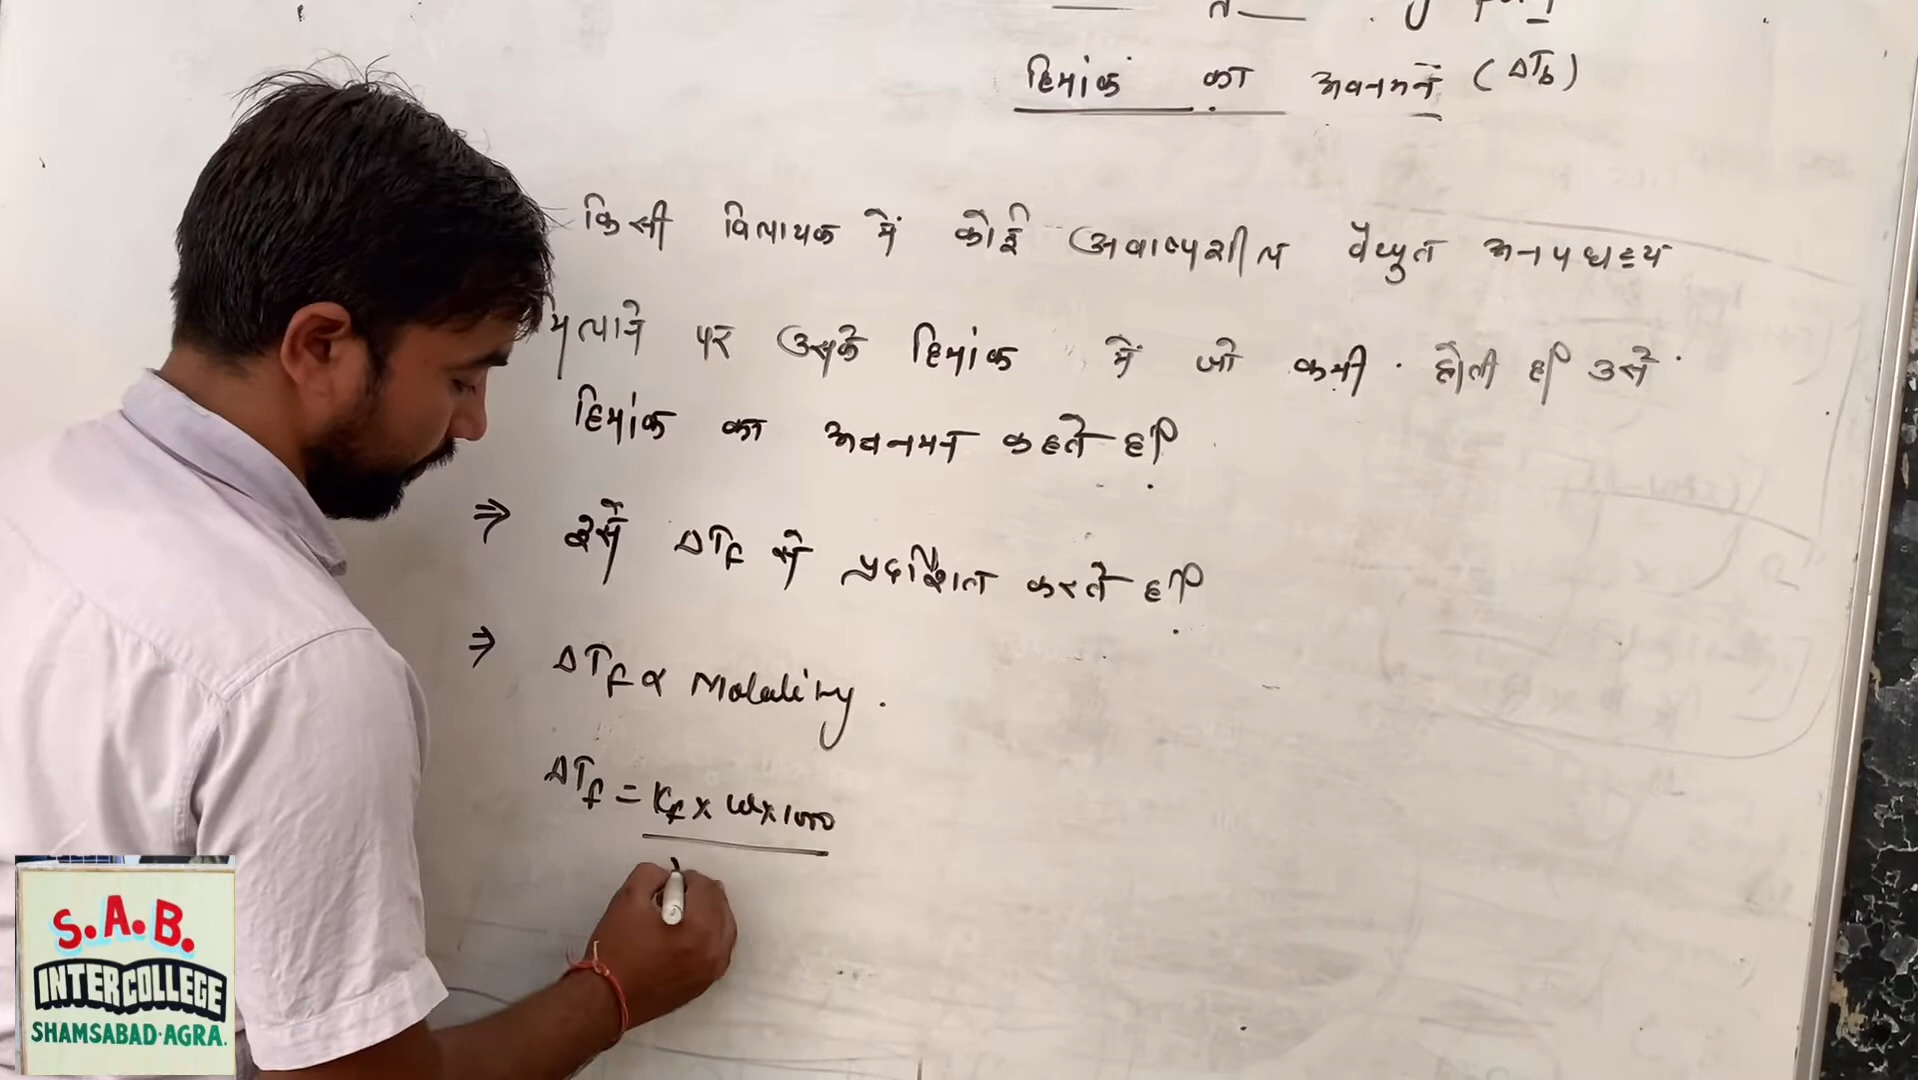 हिमांक का अवनमन (ΔTb)
किसी विलायक में कोई अवाष्पशील वैद्युत अनपघट्य
मिलाने पर उसके हिमांक में जो कमी होती है उसे
हिमांक का अवनमन कहते है
⇒ इसे ΔTf से प्रदर्शित करते है
⇒ ΔTf α Molality.
ΔTf = Kf x w x 1000
S.A.B.
INTERCOLLEGE
SHAMSABAD-AGRA.